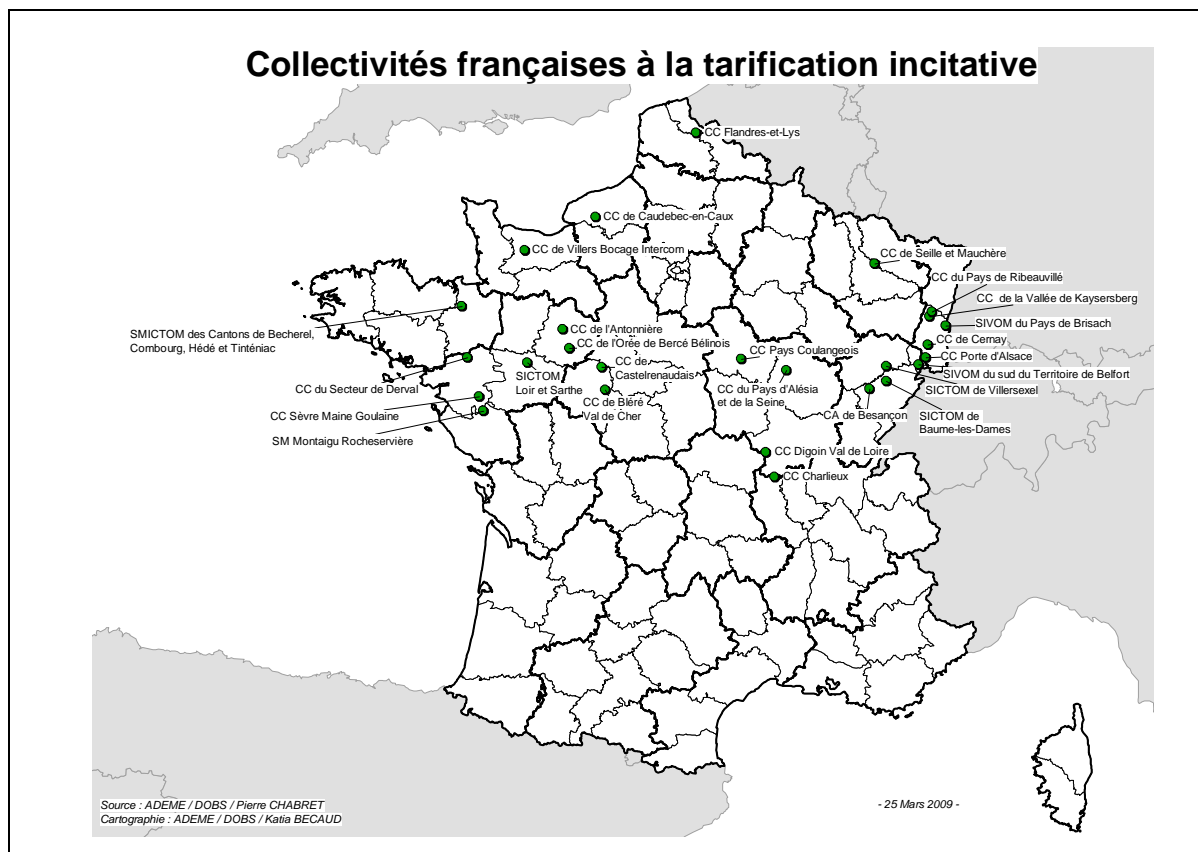 Collectivités françaises à la tarification incitative
CC Flandres-et-Lys
CC de Caudebec-en-Caux
CC de Villers Bocage Intercom
CC de Seille et Mauchère
CC du Pays de Ribeauvillé
CC de la Vallée de Kaysersberg
SIVOM du Pays de Brisach
CC de Cernay
CC Porte d'Alsace
SIVOM du sud du Territoire de Belfort
SICTOM de Villersexel
SICTOM de
Baume-les-Dames
CA de Besançon
SMICTOM des Cantons de Becherel,
Combourg, Hédé et Tinténiac
CC de l'Antonnière
CC de l'Orée de Bercé Bélinois
CC de
Castelrenaudais
SICTOM
Loir et Sarthe
CC de Bléré
Val de Cher
CC Pays Coulangeois
CC du Pays d'Alésia
et de la Seine
CC du Secteur de Derval
CC Sèvre Maine Goulaine
SM Montaigu Rocheservière
CC Digoin Val de Loire
CC Charlieux
Source : ADEME / DOBS / Pierre CHABRET
Cartographie : ADEME / DOBS / Katia BECAUD
- 25 Mars 2009 -